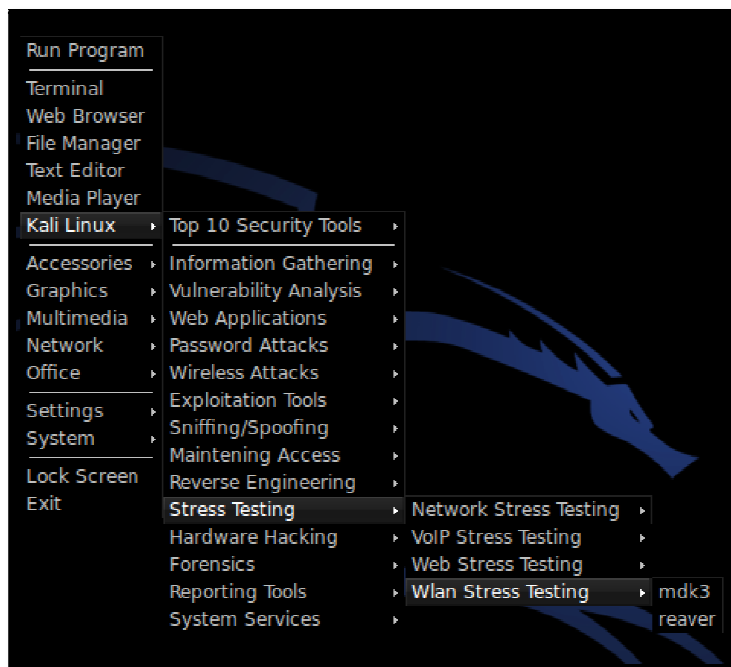 Run Program
Terminal
Web Browser
File Manager
Text Editor
Media Player
Kali Linux
Accessories
Graphics
Multimedia
Network
Office
Settings
System
Lock Screen
Exit
Top 10 Security Tools
Information Gathering
Vulnerability Analysis
Web Applications
Password Attacks
Wireless Attacks
Exploitation Tools
Sniffing/Spoofing
Maintening Access
Reverse Engineering
Stress Testing
Hardware Hacking
Forensics
Reporting Tools
System Services
Network Stress Testing
VoIP Stress Testing
Web Stress Testing
Wlan Stress Testing
mdk3
reaver